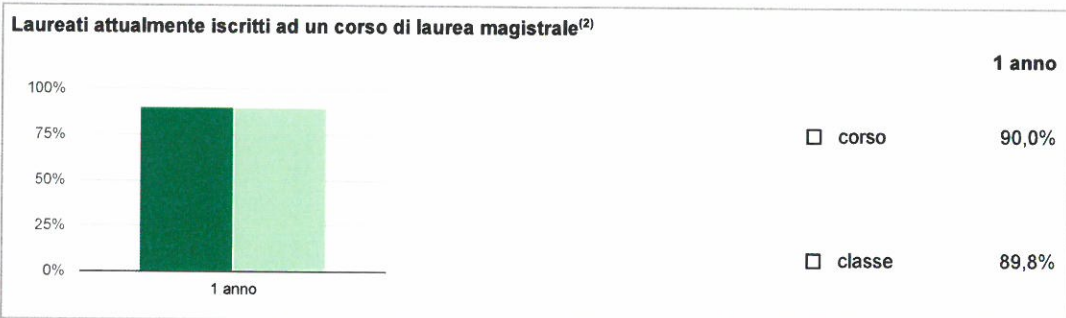 Laureati attualmente iscritti ad un corso di laurea magistrale(2)
1 anno
100%
75%
50%
25%
0%
1 anno
corso 90,0%
classe 89,8%